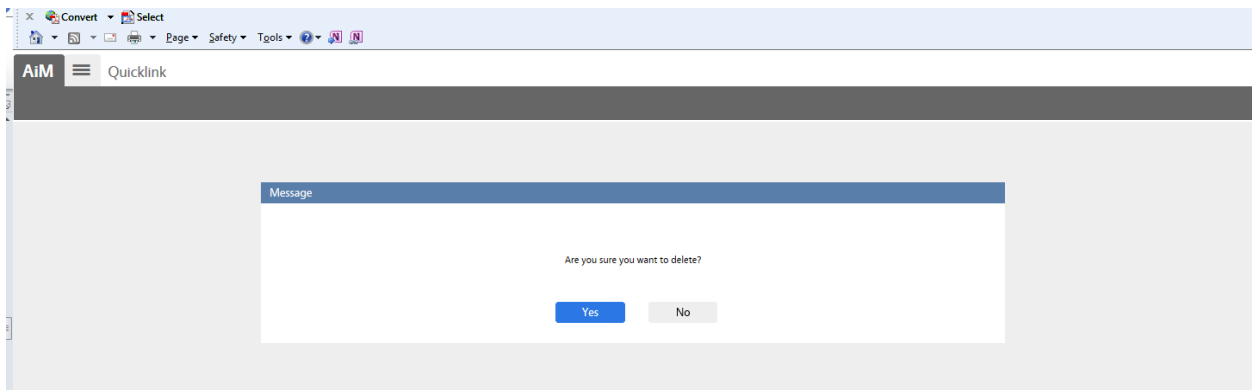 X Convert Select
Page Safety Tools ? N N
AiM Quicklink
Message
Are you sure you want to delete?
Yes No